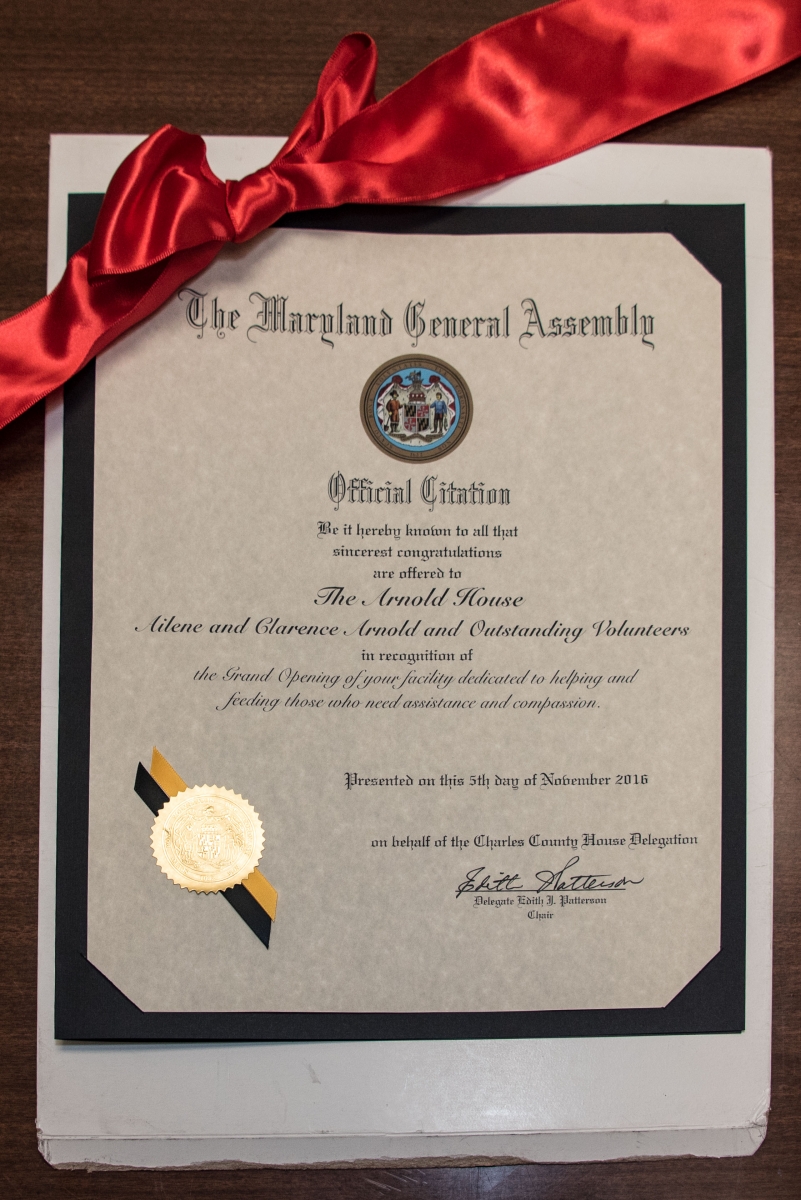 The Maryland General Assembly
Official Citation
Be it hereby known to all that
sincerest congratulations
are offered to
The Arnold House
Ailene and Clarence Arnold and Outstanding Volunteers
in recognition of
the Grand Opening of your facility dedicated to helping and
feeding those who need assistance and compassion.
Presented on this 5th day of November 2016
on behalf of the Charles County House Delegation
Edith Patterson
Delegate Edith J. Patterson
Chair